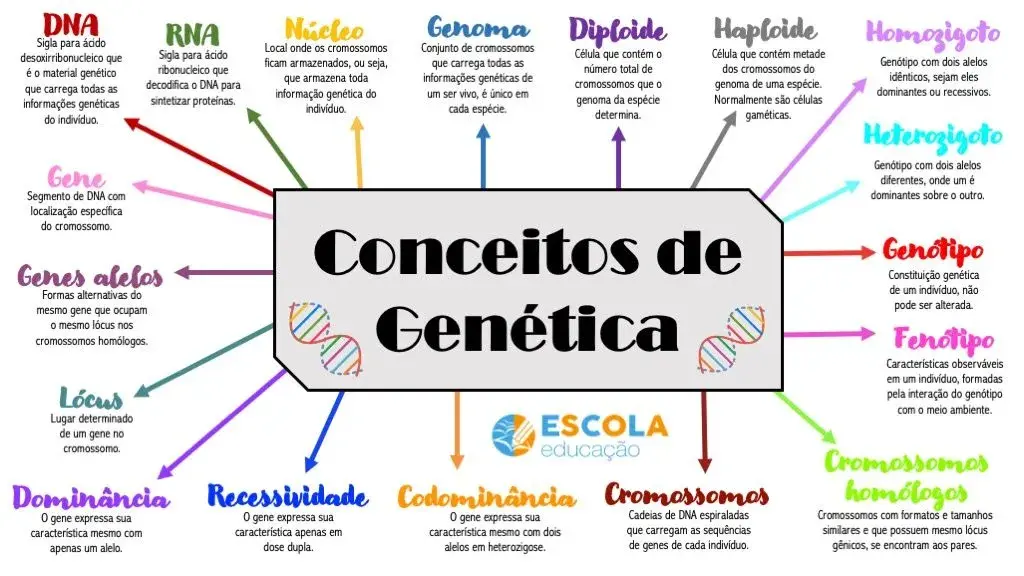 DNA
Sigla para ácido
desoxirribonucleico que
é o material genético
que carrega todas as
informações genéticas
do indivíduo.
RNA
Sigla para ácido
ribonucleico que
decodifica o DNA para
sintetizar proteínas.
Núcleo
Local onde os cromossomos
ficam armazenados, ou seja,
que armazena toda
informação genética do
indivíduo.
Genoma
Conjunto de cromossomos
que carrega todas as
informações genéticas de
um ser vivo, é único em
cada espécie.
Diploide
Célula que contém o
número total de
cromossomos que o
genoma da espécie
determina.
Haploide
Célula que contém metade
dos cromossomos do
genoma de uma espécie.
Normalmente são células
gaméticas.
Homozigoto
Genótipo com dois alelos
idênticos, sejam eles
dominantes ou recessivos.
Heterozigoto
Genótipo com dois alelos
diferentes, onde um é
dominantes sobre o outro.
Gene
Segmento de DNA com
localização específica
do cromossomo.
Conceitos de
Genética
Genótipo
Constituição genética
de um indivíduo, não
pode ser alterada.
Genes alelos
Formas alternativas do
mesmo gene que ocupam
o mesmo lócus nos
cromossomos homólogos.
Fenótipo
Características observáveis
em um indivíduo, formadas
pela interação do genótipo
com o meio ambiente.
Lócus
Lugar determinado
de um gene no
cromossomo.
ESCOLA
educação
Dominância
O gene expressa sua
característica mesmo com
apenas um alelo.
Recessividade
O gene expressa sua
característica apenas em
dose dupla.
Codominância
O gene expressa sua
característica mesmo com dois
alelos em heterozigose.
Cromossomos
Cadeias de DNA espiraladas
que carregam as sequências
de genes de cada indivíduo.
Cromossomos
homólogos
Cromossomos com formatos e tamanhos
similares e que possuem mesmo lócus
gênicos, se encontram aos pares.